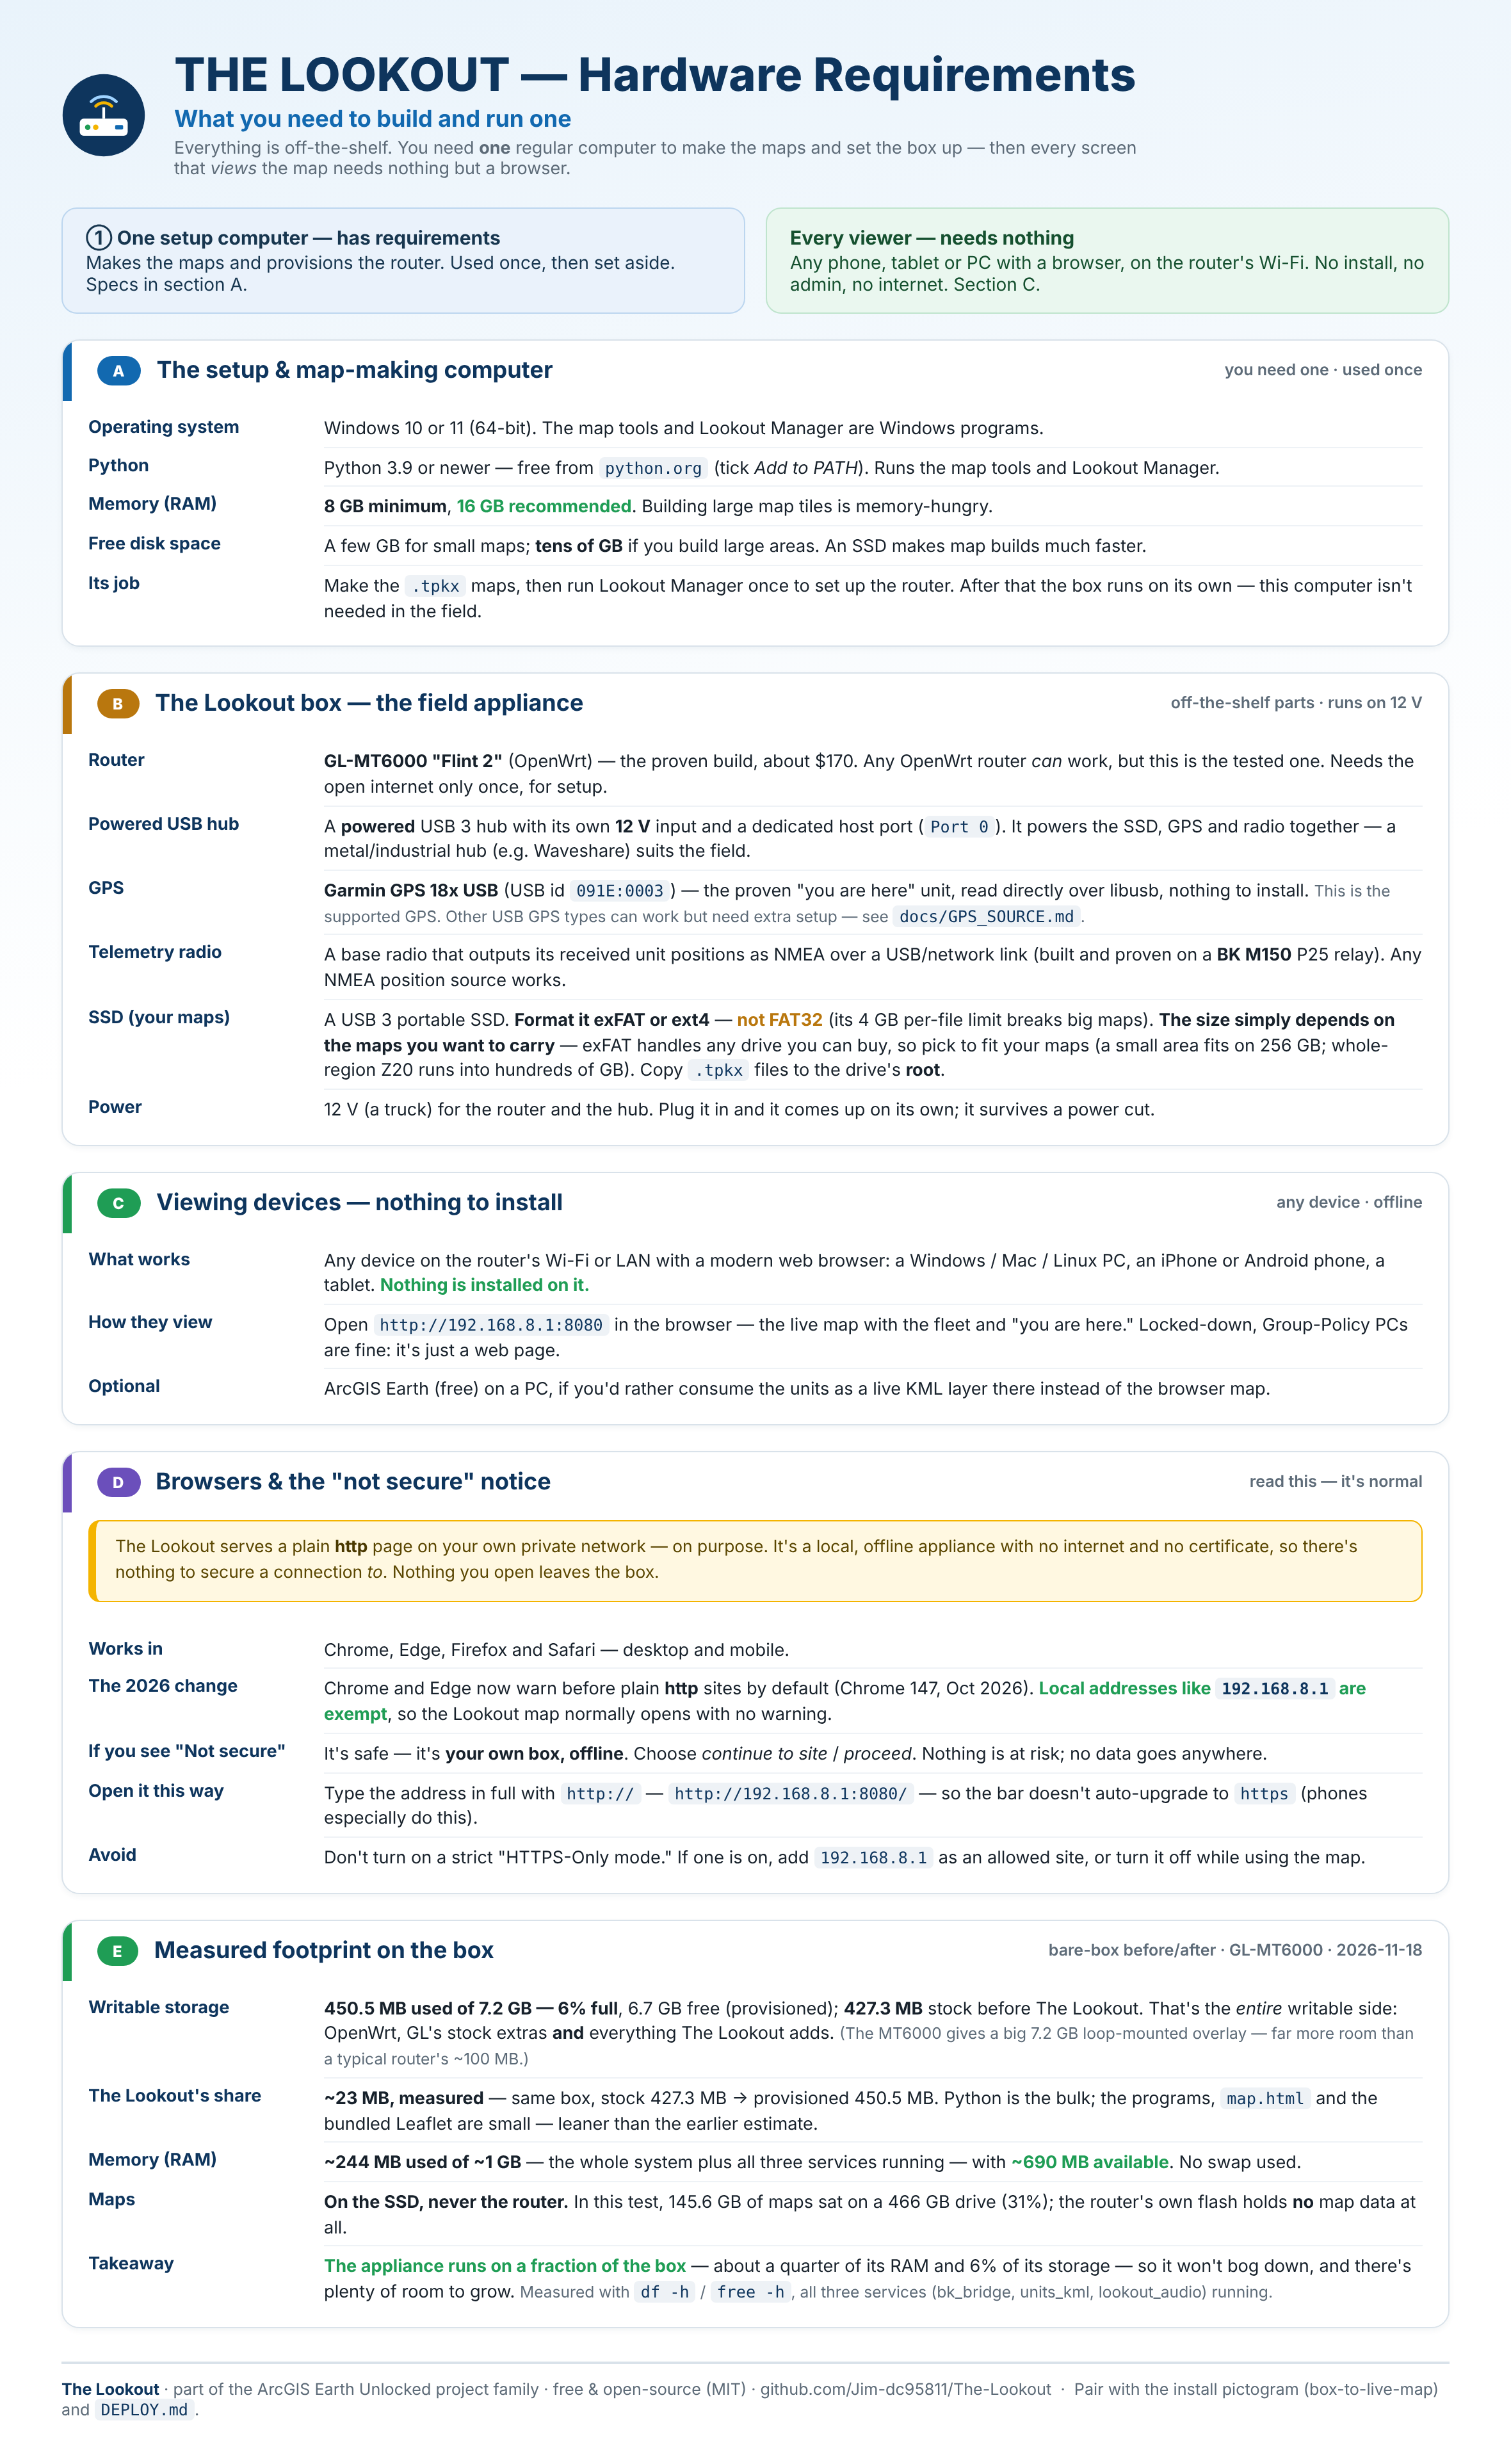 THE LOOKOUT — Hardware Requirements
What you need to build and run one
Everything is off-the-shelf. You need one regular computer to make the maps and set the box up — then every screen
that views the map needs nothing but a browser.
① One setup computer — has requirements
Makes the maps and provisions the router. Used once, then set aside.
Specs in section A.
Every viewer — needs nothing
Any phone, tablet or PC with a browser, on the router's Wi-Fi. No install, no
admin, no internet. Section C.
A The setup & map-making computer you need one · used once
Operating system Windows 10 or 11 (64-bit). The map tools and Lookout Manager are Windows programs.
Python Python 3.9 or newer — free from python.org (tick Add to PATH). Runs the map tools and Lookout Manager.
Memory (RAM) 8 GB minimum, 16 GB recommended. Building large map tiles is memory-hungry.
Free disk space A few GB for small maps; tens of GB if you build large areas. An SSD makes map builds much faster.
Its job Make the .tpkx maps, then run Lookout Manager once to set up the router. After that the box runs on its own — this computer isn't
needed in the field.
B The Lookout box — the field appliance off-the-shelf parts · runs on 12 V
Router GL-MT6000 "Flint 2" (OpenWrt) — the proven build, about $170. Any OpenWrt router can work, but this is the tested one. Needs the
open internet only once, for setup.
Powered USB hub A powered USB 3 hub with its own 12 V input and a dedicated host port ( Port 0 ). It powers the SSD, GPS and radio together — a
metal/industrial hub (e.g. Waveshare) suits the field.
GPS Garmin GPS 18x USB (USB id 091E:0003 ) — the proven "you are here" unit, read directly over libusb, nothing to install. This is the
supported GPS. Other USB GPS types can work but need extra setup — see docs/GPS_SOURCE.md .
Telemetry radio A base radio that outputs its received unit positions as NMEA over a USB/network link (built and proven on a BK M150 P25 relay). Any
NMEA position source works.
SSD (your maps) A USB 3 portable SSD. Format it exFAT or ext4 — not FAT32 (its 4 GB per-file limit breaks big maps). The size simply depends on
the maps you want to carry — exFAT handles any drive you can buy, so pick to fit your maps (a small area fits on 256 GB; whole-
region Z20 runs into hundreds of GB). Copy .tpkx files to the drive's root.
Power 12 V (a truck) for the router and the hub. Plug it in and it comes up on its own; it survives a power cut.
C Viewing devices — nothing to install any device · offline
What works Any device on the router's Wi-Fi or LAN with a modern web browser: a Windows / Mac / Linux PC, an iPhone or Android phone, a
tablet. Nothing is installed on it.
How they view Open http://192.168.8.1:8080 in the browser — the live map with the fleet and "you are here." Locked-down, Group-Policy PCs
are fine: it's just a web page.
Optional ArcGIS Earth (free) on a PC, if you'd rather consume the units as a live KML layer there instead of the browser map.
D Browsers & the "not secure" notice read this — it's normal
The Lookout serves a plain http page on your own private network — on purpose. It's a local, offline appliance with no internet and no certificate, so there's
nothing to secure a connection to. Nothing you open leaves the box.
Works in Chrome, Edge, Firefox and Safari — desktop and mobile.
The 2026 change Chrome and Edge now warn before plain http sites by default (Chrome 147, Oct 2026). Local addresses like 192.168.8.1 are
exempt, so the Lookout map normally opens with no warning.
If you see "Not secure" It's safe — it's your own box, offline. Choose continue to site / proceed. Nothing is at risk; no data goes anywhere.
Open it this way Type the address in full with http:// — http://192.168.8.1:8080/ — so the bar doesn't auto-upgrade to https (phones
especially do this).
Avoid Don't turn on a strict "HTTPS-Only mode." If one is on, add 192.168.8.1 as an allowed site, or turn it off while using the map.
E Measured footprint on the box bare-box before/after · GL-MT6000 · 2026-11-18
Writable storage 450.5 MB used of 7.2 GB — 6% full, 6.7 GB free (provisioned); 427.3 MB stock before The Lookout. That's the entire writable side:
OpenWrt, GL's stock extras and everything The Lookout adds. (The MT6000 gives a big 7.2 GB loop-mounted overlay — far more room than
a typical router's ~100 MB.)
The Lookout's share ~23 MB, measured — same box, stock 427.3 MB → provisioned 450.5 MB. Python is the bulk; the programs, map.html and the
bundled Leaflet are small — leaner than the earlier estimate.
Memory (RAM) ~244 MB used of ~1 GB — the whole system plus all three services running — with ~690 MB available. No swap used.
Maps On the SSD, never the router. In this test, 145.6 GB of maps sat on a 466 GB drive (31%); the router's own flash holds no map data at
all.
Takeaway The appliance runs on a fraction of the box — about a quarter of its RAM and 6% of its storage — so it won't bog down, and there's
plenty of room to grow. Measured with df -h / free -h , all three services (bk_bridge, units_kml, lookout_audio) running.
The Lookout · part of the ArcGIS Earth Unlocked project family · free & open-source (MIT) · github.com/Jim-dc95811/The-Lookout · Pair with the install pictogram (box-to-live-map)
and DEPLOY.md .